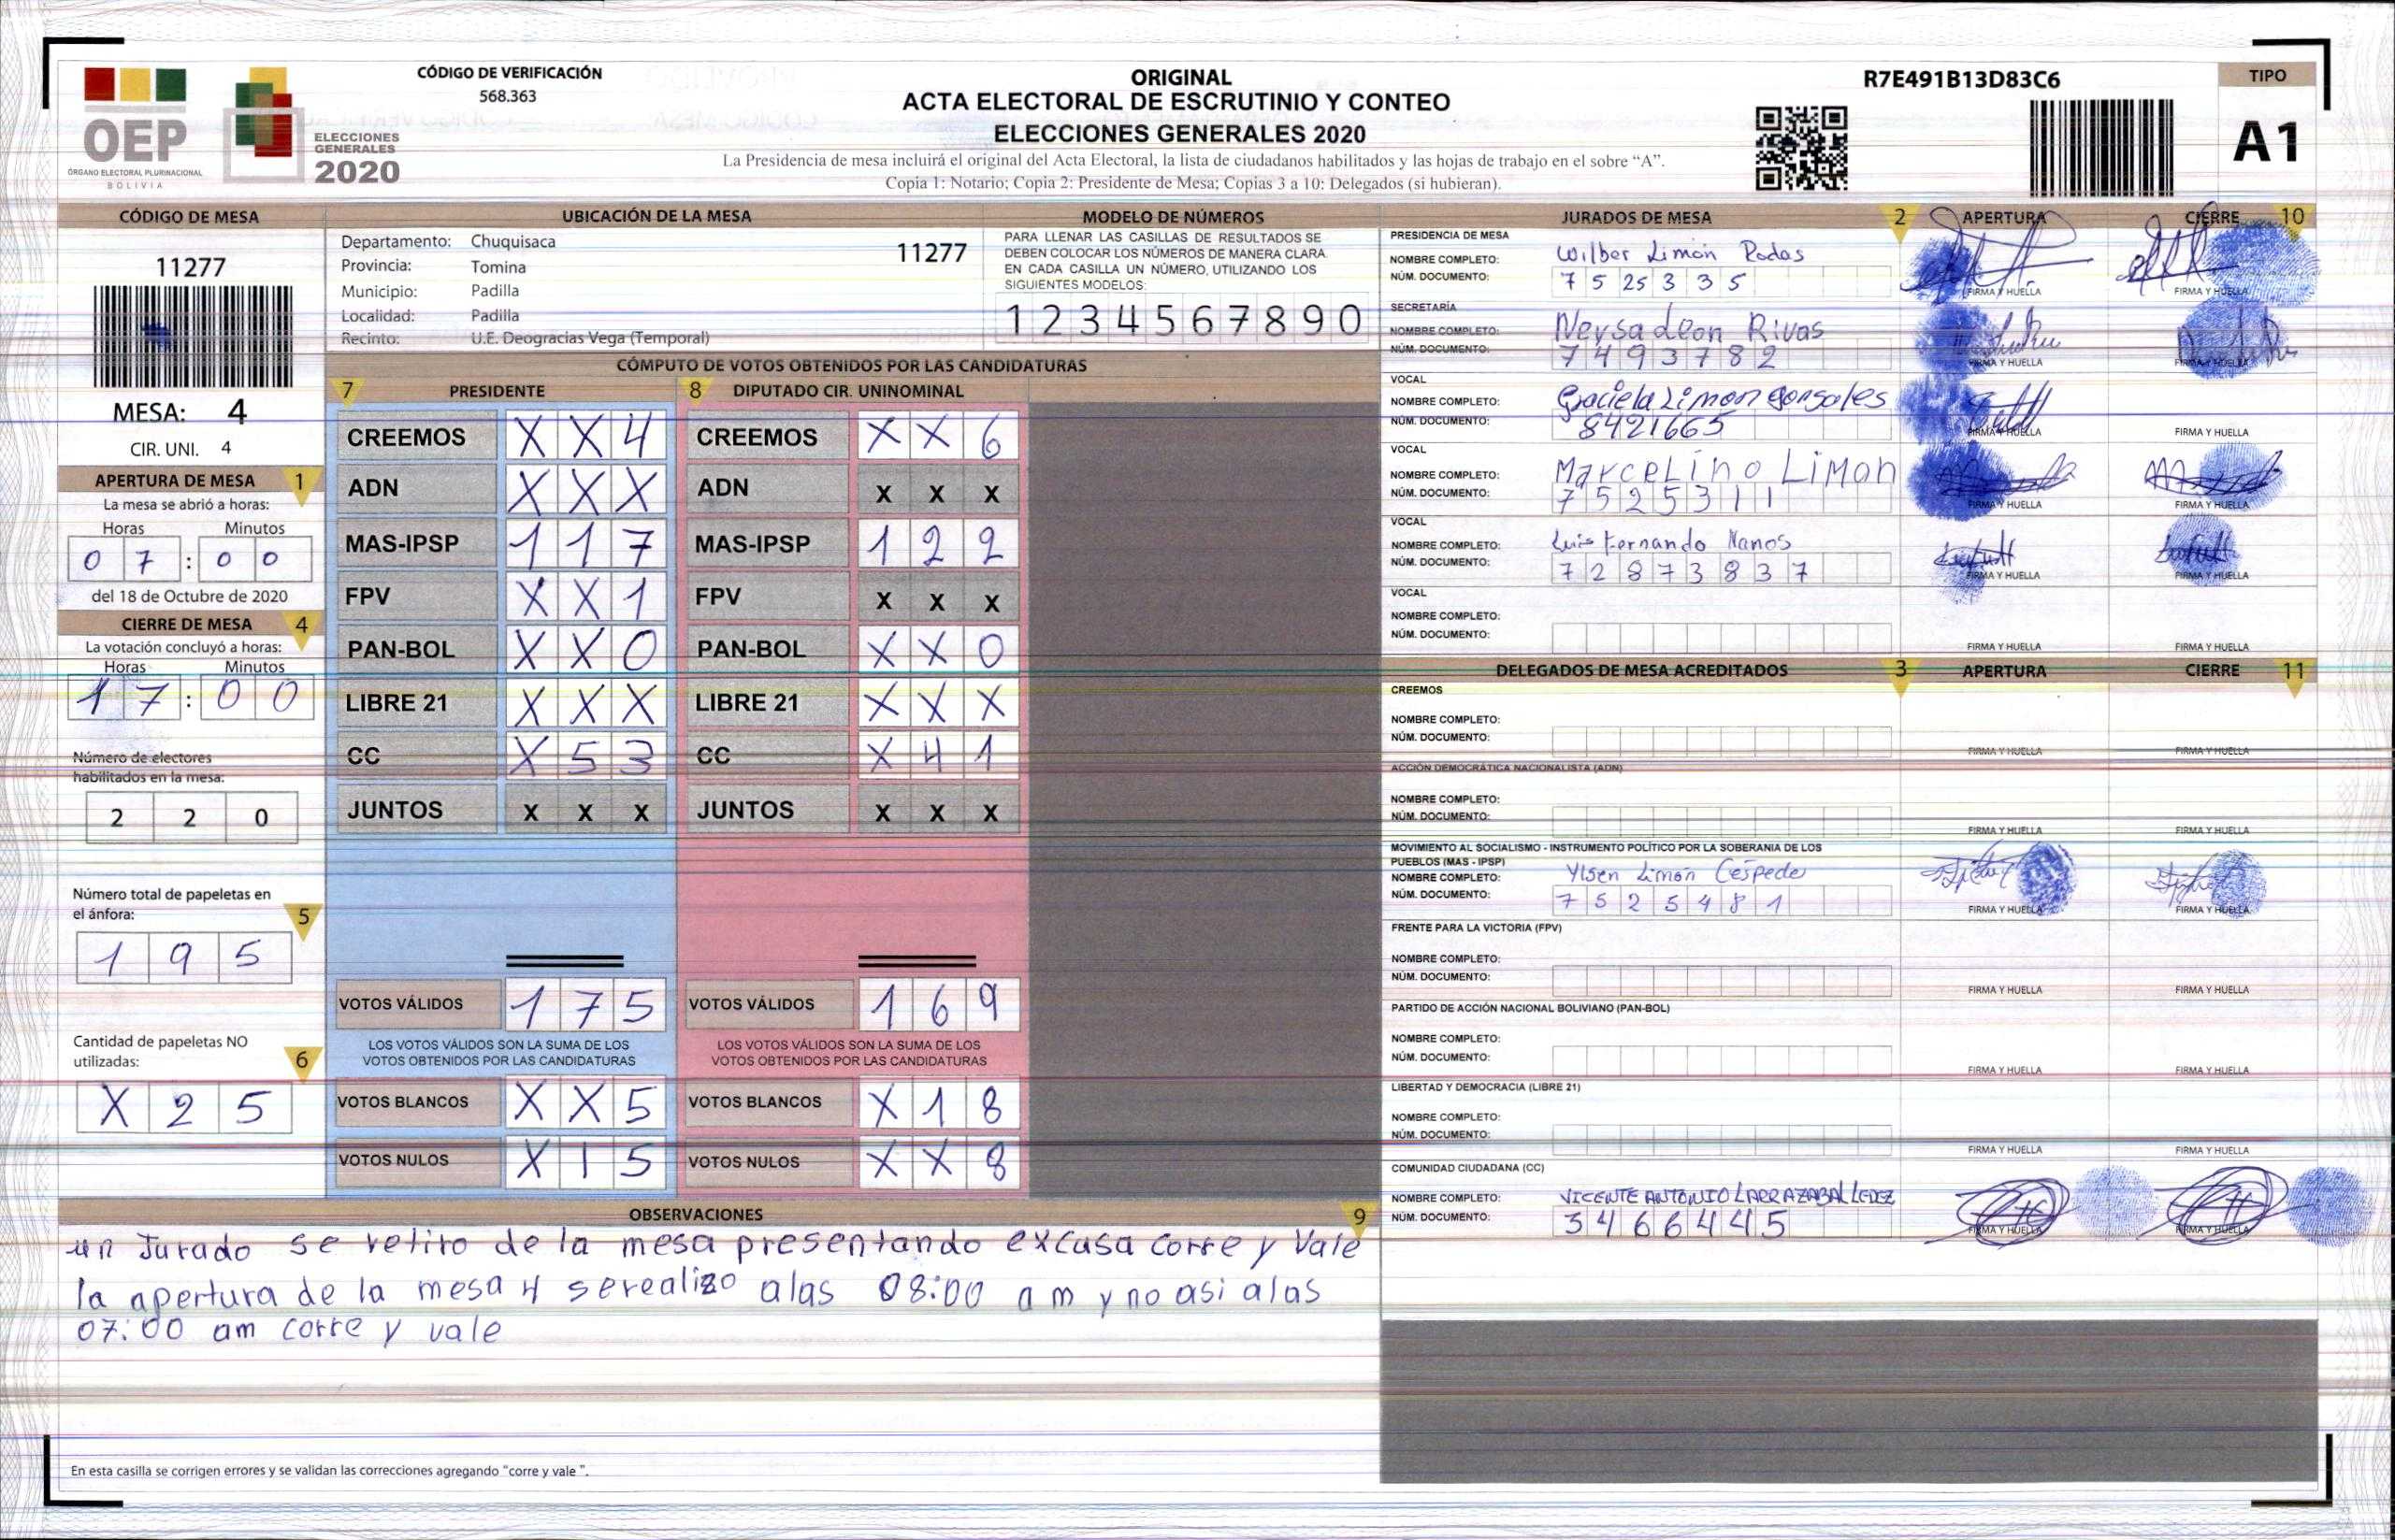 CÓDIGO DE VERIFICACIÓN
568.363
ORIGINAL
ACTA ELECTORAL DE ESCRUTINIO Y CONTEO
ELECCIONES GENERALES 2020
La Presidencia de mesa incluirá el original del Acta Electoral, la lista de ciudadanos habilitados y las hojas de trabajo en el sobre “A”.
Copia 1: Notario; Copia 2: Presidente de Mesa; Copias 3 a 10: Delegados (si hubieran).
R7E491B13D83C6
TIPO
A1
OEP
ÓRGANO ELECTORAL PLURINACIONAL
BOLIVIA
ELECCIONES
GENERALES
2020
CÓDIGO DE MESA
11277
MESA: 4
CIR. UNI. 4
APERTURA DE MESA 1
La mesa se abrió a horas:
Horas Minutos
0 7 : 0 0
del 18 de Octubre de 2020
CIERRE DE MESA 4
La votación concluyó a horas:
Horas Minutos
1 7 : 0 0
Número de electores
habilitados en la mesa:
2 2 0
Número total de papeletas en
el ánfora: 5
1 9 5
Cantidad de papeletas NO
utilizadas: 6
X 2 5
UBICACIÓN DE LA MESA
Departamento: Chuquisaca 11277
Provincia: Tomina
Municipio: Padilla
Localidad: Padilla
Recinto: U.E. Deogracias Vega (Temporal)
MODELO DE NÚMEROS
PARA LLENAR LAS CASILLAS DE RESULTADOS SE
DEBEN COLOCAR LOS NÚMEROS DE MANERA CLARA.
EN CADA CASILLA UN NÚMERO, UTILIZANDO LOS
SIGUIENTES MODELOS:
1 2 3 4 5 6 7 8 9 0
CÓMPUTO DE VOTOS OBTENIDOS POR LAS CANDIDATURAS
7 PRESIDENTE 8 DIPUTADO CIR. UNINOMINAL
CREEMOS X X 4 CREEMOS X X 6
ADN X X X ADN X X X
MAS-IPSP 1 1 7 MAS-IPSP 1 2 2
FPV X X 1 FPV X X X
PAN-BOL X X 0 PAN-BOL X X 0
LIBRE 21 X X X LIBRE 21 X X X
CC X 5 3 CC X 4 1
JUNTOS X X X JUNTOS X X X
VOTOS VÁLIDOS 1 7 5 VOTOS VÁLIDOS 1 6 9
LOS VOTOS VÁLIDOS SON LA SUMA DE LOS LOS VOTOS VÁLIDOS SON LA SUMA DE LOS
VOTOS OBTENIDOS POR LAS CANDIDATURAS VOTOS OBTENIDOS POR LAS CANDIDATURAS
VOTOS BLANCOS X X 5 VOTOS BLANCOS X 1 8
VOTOS NULOS X 1 5 VOTOS NULOS X X 8
OBSERVACIONES 9
un Jurado se retiro de la mesa presentando excusa corre y Vale
la apertura de la mesa 4 se realizo alas 08:00 am y no asi alas
07:00 am corre y vale
En esta casilla se corrigen errores y se validan las correcciones agregando “corre y vale ”.
JURADOS DE MESA 2 APERTURA CIERRE 10
PRESIDENCIA DE MESA
NOMBRE COMPLETO: Wilber Limón Rodas
NÚM. DOCUMENTO: 7 5 25 3 3 5
FIRMA Y HUELLA FIRMA Y HUELLA
SECRETARÍA
NOMBRE COMPLETO: Neysa Leon Rivas
NÚM. DOCUMENTO: 7 4 9 3 7 8 2
FIRMA Y HUELLA FIRMA Y HUELLA
VOCAL
NOMBRE COMPLETO: Graciela Limon gonsales
NÚM. DOCUMENTO: 8421665
FIRMA Y HUELLA FIRMA Y HUELLA
VOCAL
NOMBRE COMPLETO: Marcelino Limon
NÚM. DOCUMENTO: 7 5 2 5 3 1 1
FIRMA Y HUELLA FIRMA Y HUELLA
VOCAL
NOMBRE COMPLETO: Luis Fernando Llanos
NÚM. DOCUMENTO: 7 2 8 7 3 8 3 7
FIRMA Y HUELLA FIRMA Y HUELLA
VOCAL
NOMBRE COMPLETO:
NÚM. DOCUMENTO:
FIRMA Y HUELLA FIRMA Y HUELLA
DELEGADOS DE MESA ACREDITADOS 3 APERTURA CIERRE 11
CREEMOS
NOMBRE COMPLETO:
NÚM. DOCUMENTO:
FIRMA Y HUELLA FIRMA Y HUELLA
ACCIÓN DEMOCRÁTICA NACIONALISTA (ADN)
NOMBRE COMPLETO:
NÚM. DOCUMENTO:
FIRMA Y HUELLA FIRMA Y HUELLA
MOVIMIENTO AL SOCIALISMO - INSTRUMENTO POLÍTICO POR LA SOBERANIA DE LOS
PUEBLOS (MAS - IPSP)
NOMBRE COMPLETO: Ylsen Limón Céspedes
NÚM. DOCUMENTO: 7 5 2 5 4 8 1
FIRMA Y HUELLA FIRMA Y HUELLA
FRENTE PARA LA VICTORIA (FPV)
NOMBRE COMPLETO:
NÚM. DOCUMENTO:
FIRMA Y HUELLA FIRMA Y HUELLA
PARTIDO DE ACCIÓN NACIONAL BOLIVIANO (PAN-BOL)
NOMBRE COMPLETO:
NÚM. DOCUMENTO:
FIRMA Y HUELLA FIRMA Y HUELLA
LIBERTAD Y DEMOCRACIA (LIBRE 21)
NOMBRE COMPLETO:
NÚM. DOCUMENTO:
FIRMA Y HUELLA FIRMA Y HUELLA
COMUNIDAD CIUDADANA (CC)
NOMBRE COMPLETO: VICENTE ANTONIO LARRAZABAL
NÚM. DOCUMENTO: 3 4 6 6 4 4 5
FIRMA Y HUELLA FIRMA Y HUELLA